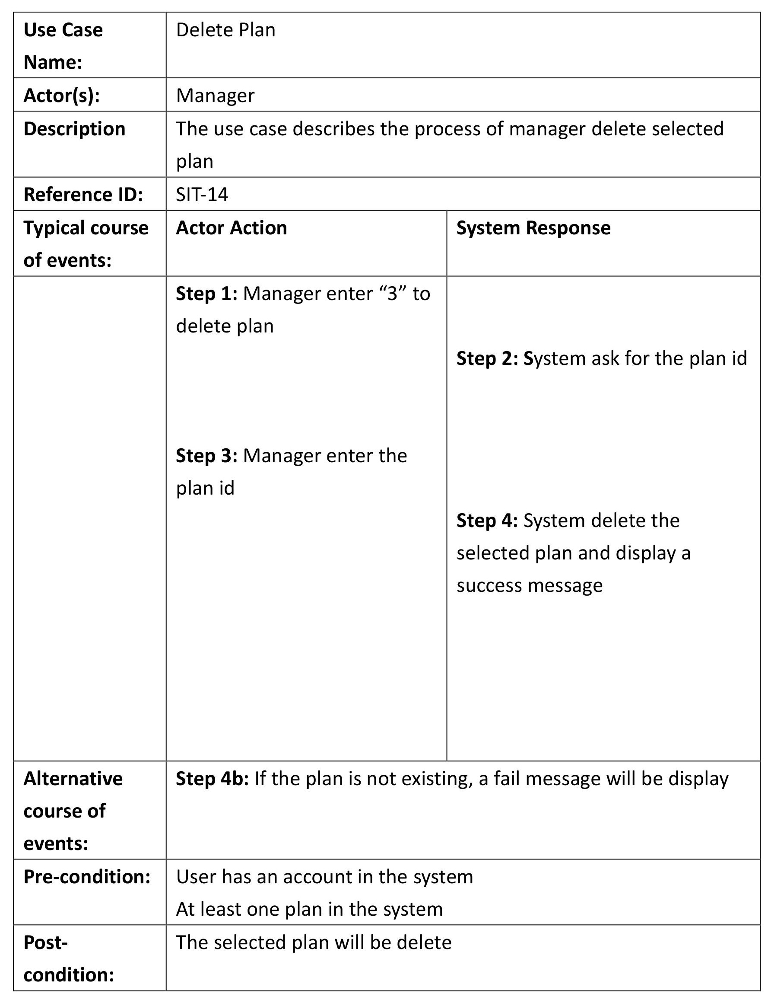 Use Case
Name:
Delete Plan
Actor(s):
Manager
Description
The use case describes the process of manager delete selected
plan
Reference ID:
SIT-14
Typical course
of events:
Actor Action
System Response
Step 1: Manager enter “3” to
delete plan
Step 2: System ask for the plan id
Step 3: Manager enter the
plan id
Step 4: System delete the
selected plan and display a
success message
Alternative
course of
events:
Step 4b: If the plan is not existing, a fail message will be display
Pre-condition:
User has an account in the system
At least one plan in the system
Post-
condition:
The selected plan will be delete